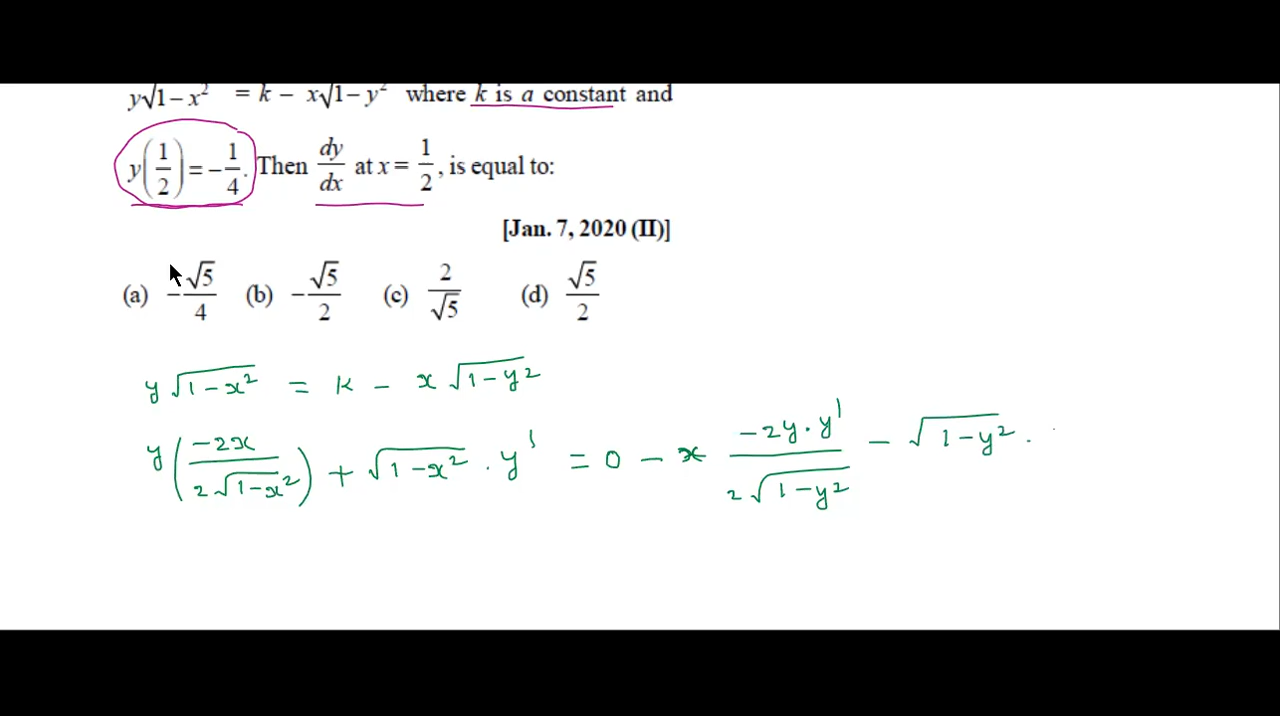 y√1−x² = k − x√1−y² where k is a constant and
y(1/2) = −1/4. Then dy/dx at x = 1/2, is equal to:
[Jan. 7, 2020 (II)]
(a) −√5/4 (b) −√5/2 (c) 2/√5 (d) √5/2
y√1−x² = k − x√1−y²
y(−2x/2√1−x²) + √1−x² · y' = 0 − x −2y·y'/2√1−y² − √1−y² ·